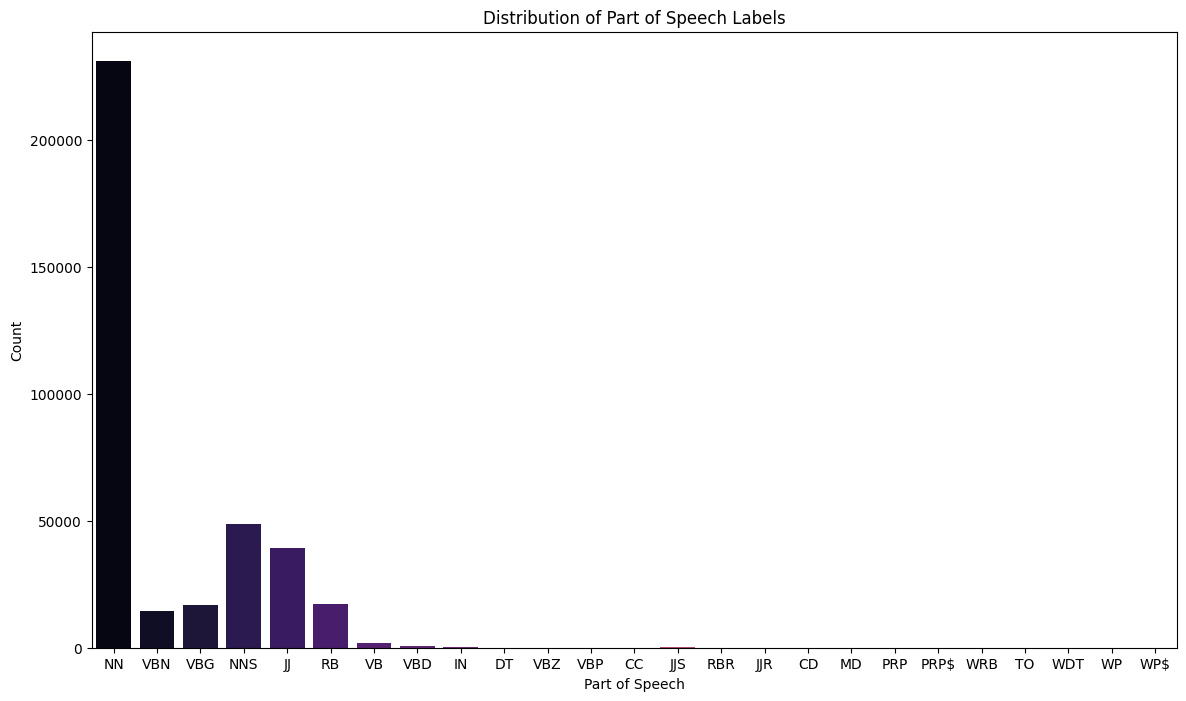 Distribution of Part of Speech Labels
200000
150000
100000
50000
0
Count
NN VBN VBG NNS JJ RB VB VBD IN DT VBZ VBP CC JJS RBR JJR CD MD PRP PRP$ WRB TO WDT WP WP$
Part of Speech